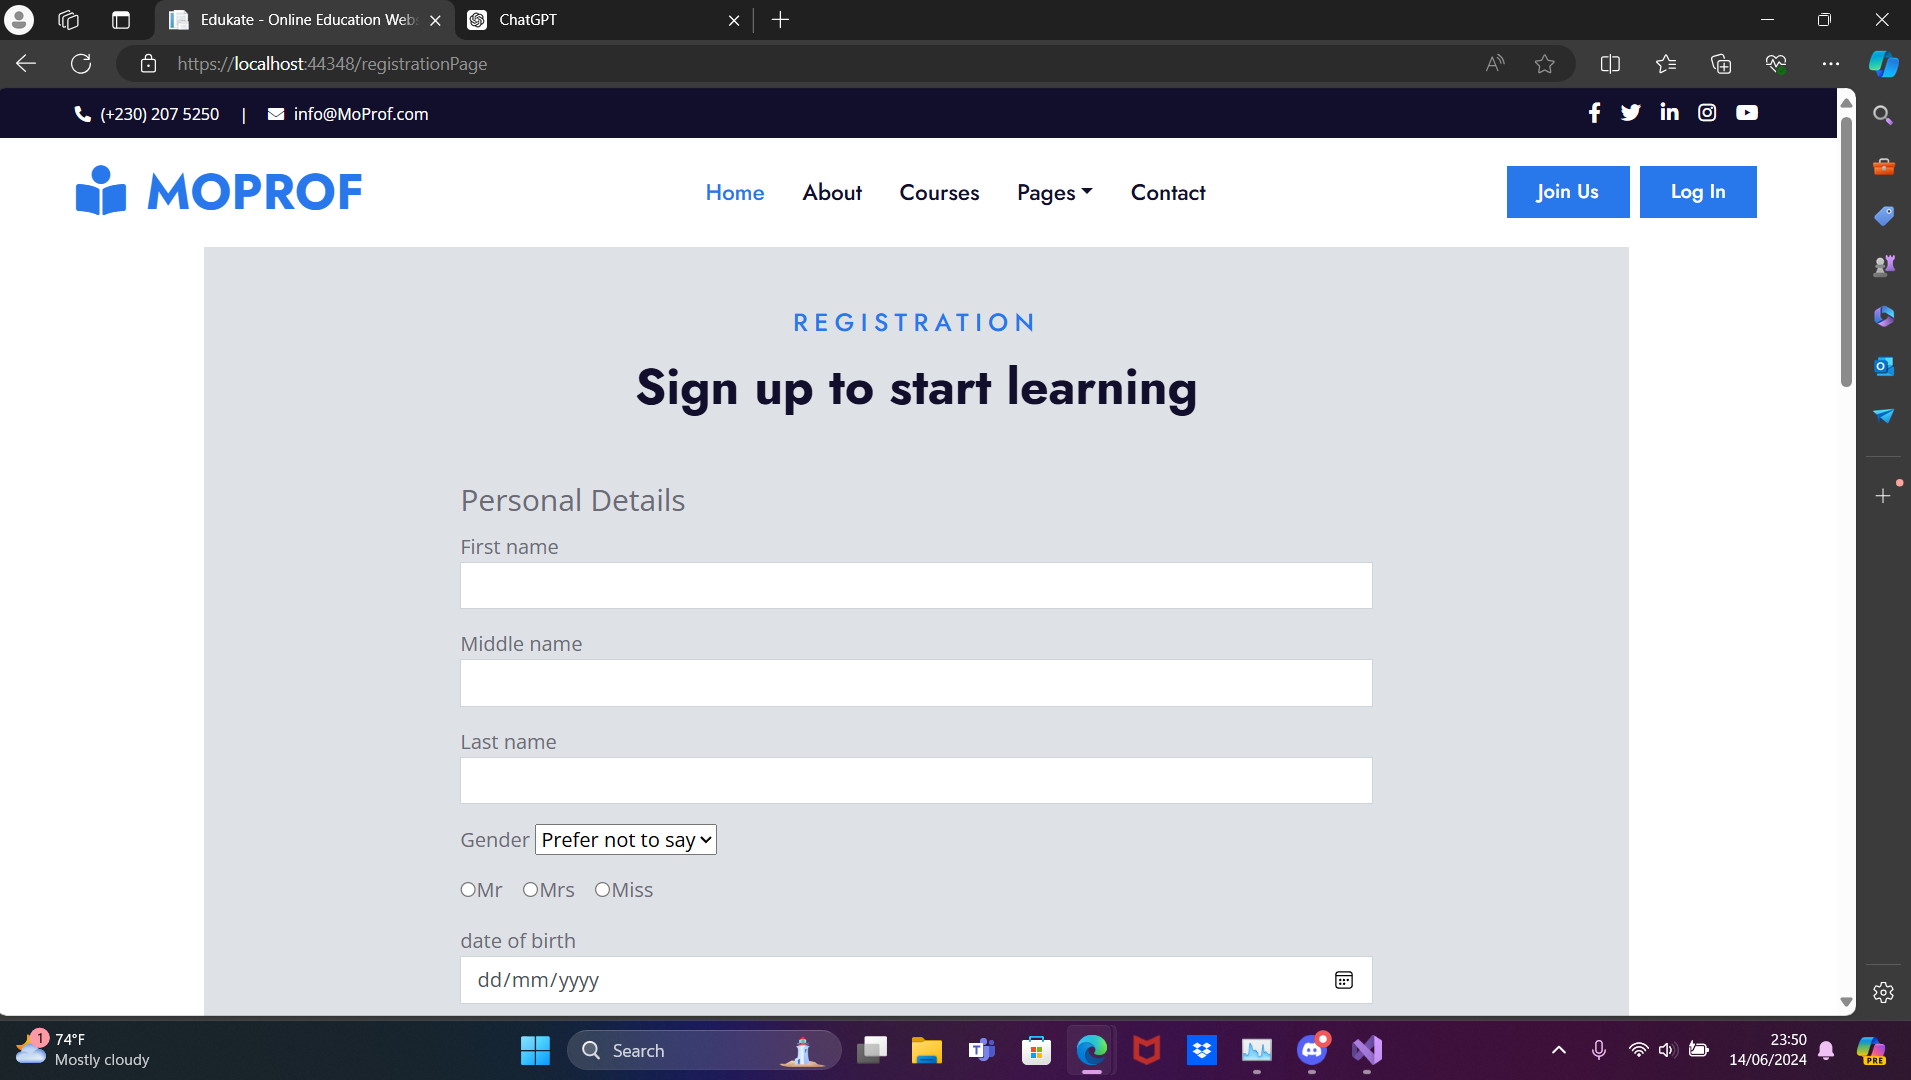 Edukate - Online Education Web
ChatGPT
https://localhost:44348/registrationPage
(+230) 207 5250 | info@MoProf.com
MOPROF
Home About Courses Pages Contact
Join Us Log In
REGISTRATION
Sign up to start learning
Personal Details
First name
Middle name
Last name
Gender Prefer not to say
Mr Mrs Miss
date of birth
dd/mm/yyyy
1
74°F
Mostly cloudy
Search
PRE
23:50
14/06/2024